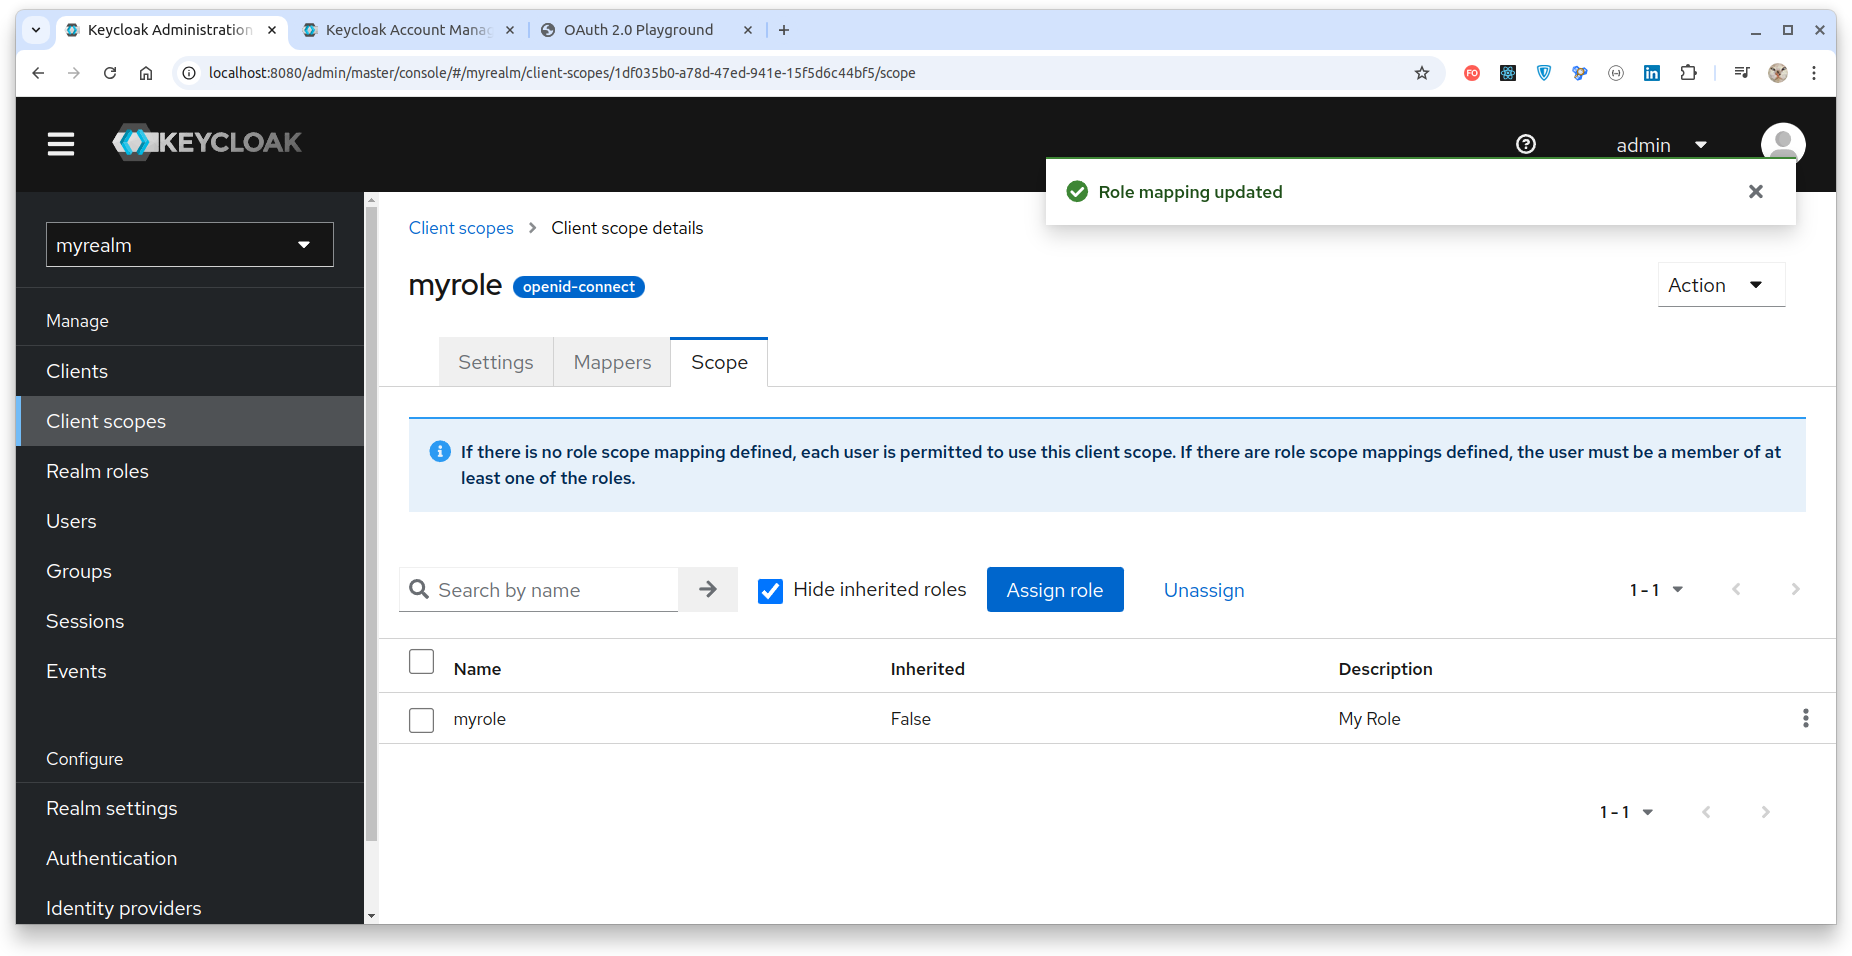 Keycloak Administration
Keycloak Account Manag
OAuth 2.0 Playground
localhost:8080/admin/master/console/#/myrealm/client-scopes/1df035b0-a78d-47ed-941e-15f5d6c44bf5/scope
FO
in
KEYCLOAK
admin
Role mapping updated
myrealm
Manage
Clients
Client scopes
Realm roles
Users
Groups
Sessions
Events
Configure
Realm settings
Authentication
Identity providers
Client scopes > Client scope details
myrole openid-connect
Action
Settings Mappers Scope
If there is no role scope mapping defined, each user is permitted to use this client scope. If there are role scope mappings defined, the user must be a member of at
least one of the roles.
Search by name
Hide inherited roles
Assign role
Unassign
1 - 1
Name Inherited Description
myrole False My Role
1 - 1